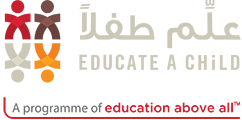 علّم طفلاً
EDUCATE A CHiLD
A programme of education above all™